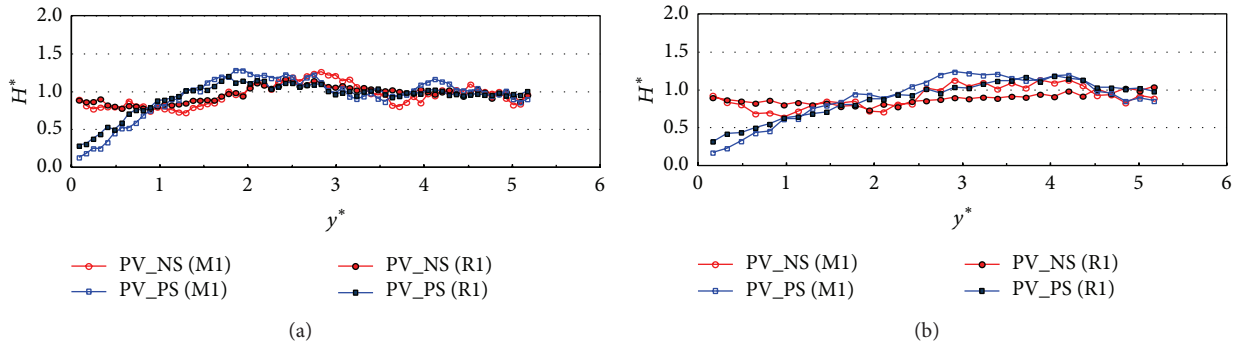 2.0
1.5
1.0
0.5
0.0
H*
0 1 2 3 4 5 6
y*
PV_NS (M1) PV_NS (R1)
PV_PS (M1) PV_PS (R1)
(a)
2.0
1.5
1.0
0.5
0.0
H*
0 1 2 3 4 5 6
y*
PV_NS (M1) PV_NS (R1)
PV_PS (M1) PV_PS (R1)
(b)